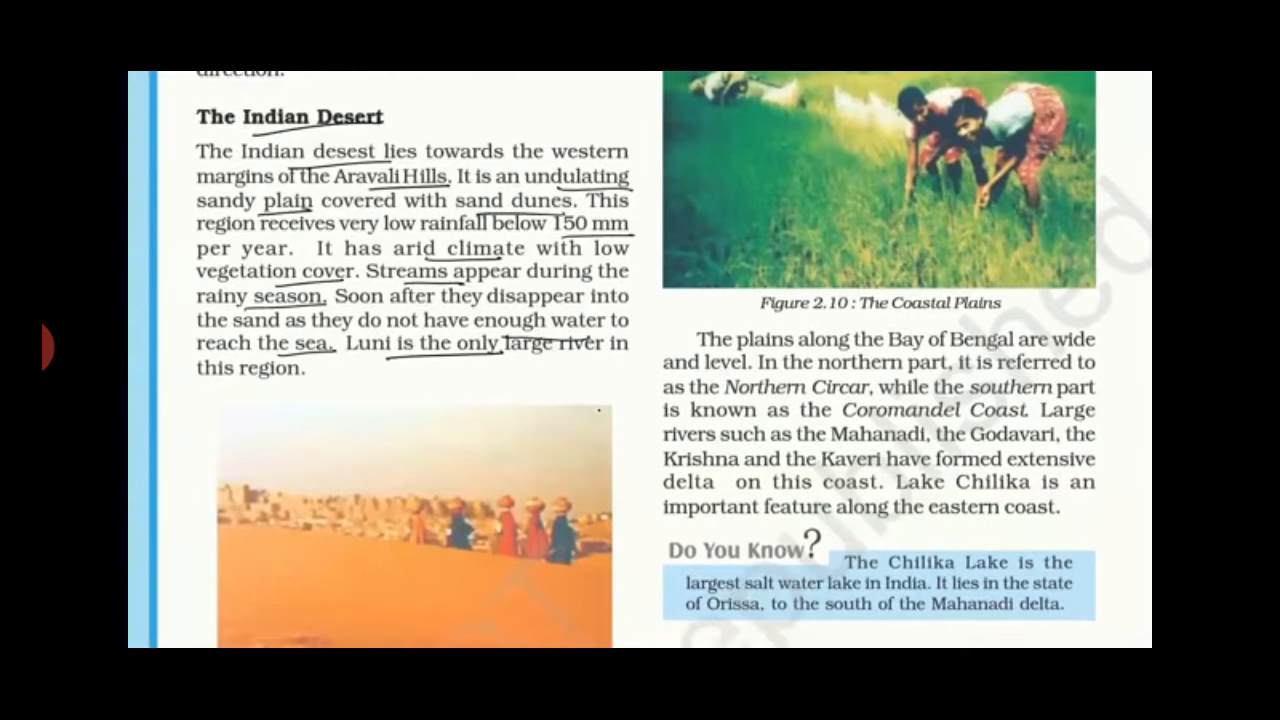 direction.
The Indian Desert
The Indian desest lies towards the western
margins of the Aravali Hills. It is an undulating
sandy plain covered with sand dunes. This
region receives very low rainfall below 150 mm
per year. It has arid climate with low
vegetation cover. Streams appear during the
rainy season. Soon after they disappear into
the sand as they do not have enough water to
reach the sea. Luni is the only large river in
this region.
Figure 2.10 : The Coastal Plains
The plains along the Bay of Bengal are wide
and level. In the northern part, it is referred to
as the Northern Circar, while the southern part
is known as the Coromandel Coast. Large
rivers such as the Mahanadi, the Godavari, the
Krishna and the Kaveri have formed extensive
delta on this coast. Lake Chilika is an
important feature along the eastern coast.
Do You Know?
The Chilika Lake is the
largest salt water lake in India. It lies in the state
of Orissa, to the south of the Mahanadi delta.